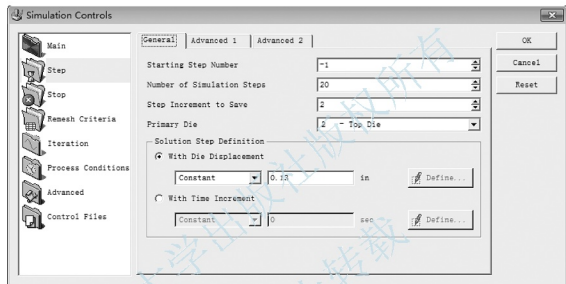 Simulation Controls
Main
Step
Stop
Remesh Criteria
Iteration
Process Conditions
Advanced
Control Files
General Advanced 1 Advanced 2
Starting Step Number -1
Number of Simulation Steps 20
Step Increment to Save 2
Primary Die 2 - Top Die
Solution Step Definition
With Die Displacement
Constant 0.12 in Define...
With Time Increment
Constant 0 sec Define...
OK
Cancel
Reset